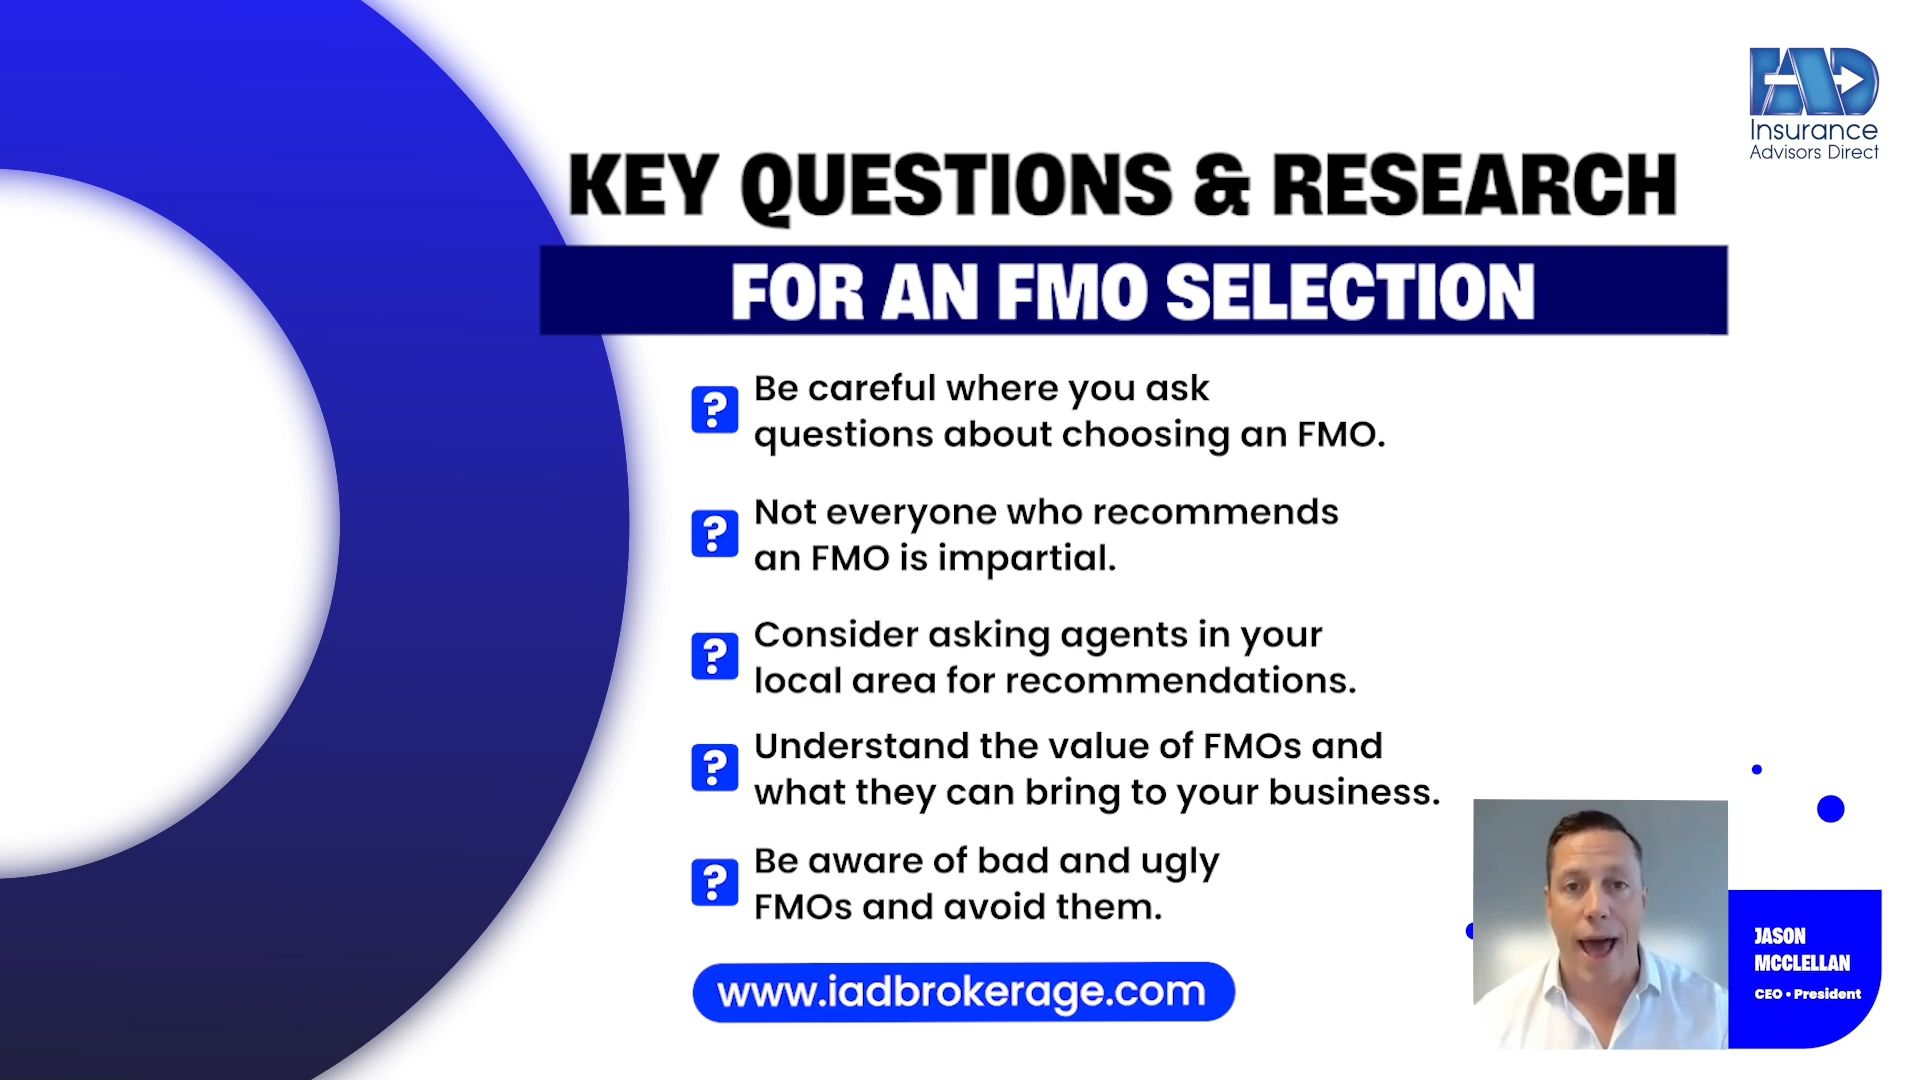 IAD
Insurance
Advisors Direct
KEY QUESTIONS & RESEARCH
FOR AN FMO SELECTION
? Be careful where you ask
questions about choosing an FMO.
? Not everyone who recommends
an FMO is impartial.
? Consider asking agents in your
local area for recommendations.
? Understand the value of FMOs and
what they can bring to your business.
? Be aware of bad and ugly
FMOs and avoid them.
www.iadbrokerage.com
JASON
MCCLELLAN
CEO • President